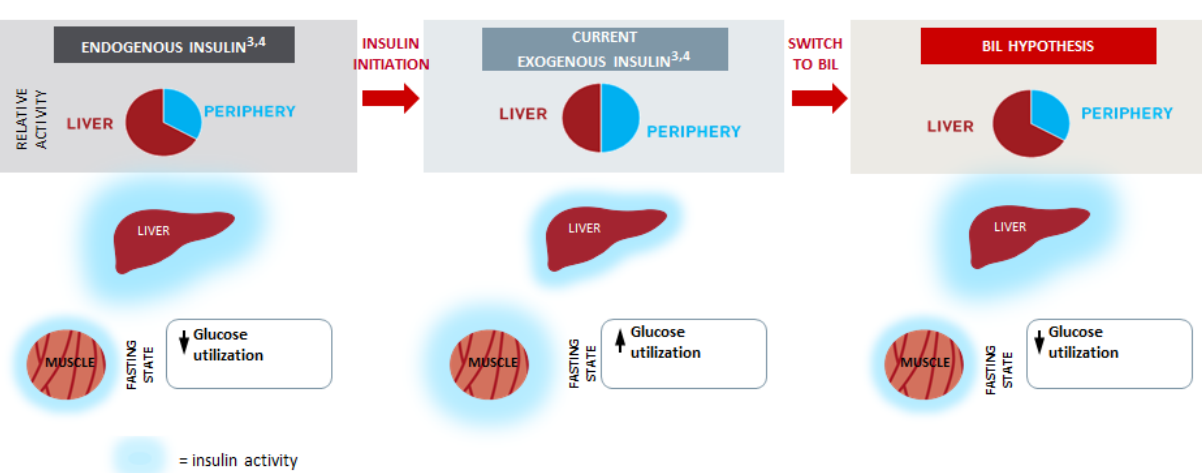 ENDOGENOUS INSULIN3,4
RELATIVE
ACTIVITY
LIVER
PERIPHERY
INSULIN
INITIATION
CURRENT
EXOGENOUS INSULIN3,4
LIVER
PERIPHERY
SWITCH
TO BIL
BIL HYPOTHESIS
LIVER
PERIPHERY
LIVER
LIVER
LIVER
MUSCLE
FASTING
STATE
Glucose
utilization
MUSCLE
FASTING
STATE
Glucose
utilization
MUSCLE
FASTING
STATE
Glucose
utilization
= insulin activity